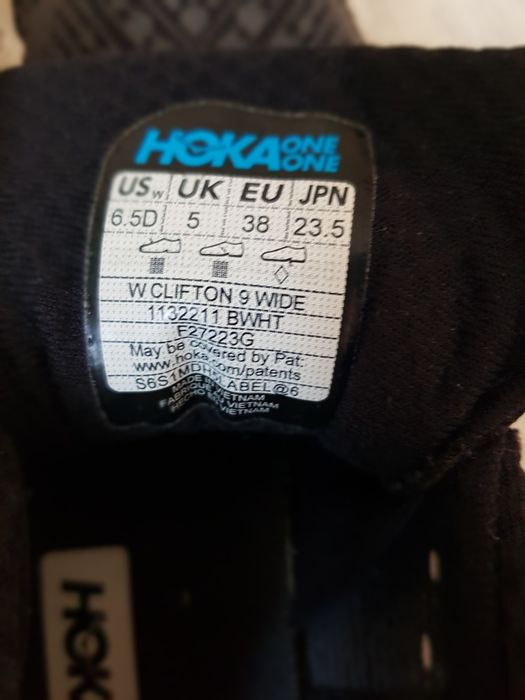 HOKA ONE ONE
USw UK EU JPN
6.5D 5 38 23.5
W CLIFTON 9 WIDE
1132211 BWHT
F27223G
May be covered by Pat.
www.hoka.com/patents
LABEL@6
MADE IN VIETNAM
FABRIQUÉ AU VIETNAM
HECHO EN VIETNAM
HOKA